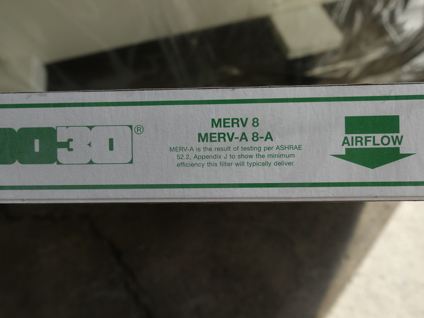 30®
MERV 8
MERV-A 8-A
MERV-A is the result of testing per ASHRAE
52.2, Appendix J to show the minimum
efficiency this filter will typically deliver.
AIRFLOW